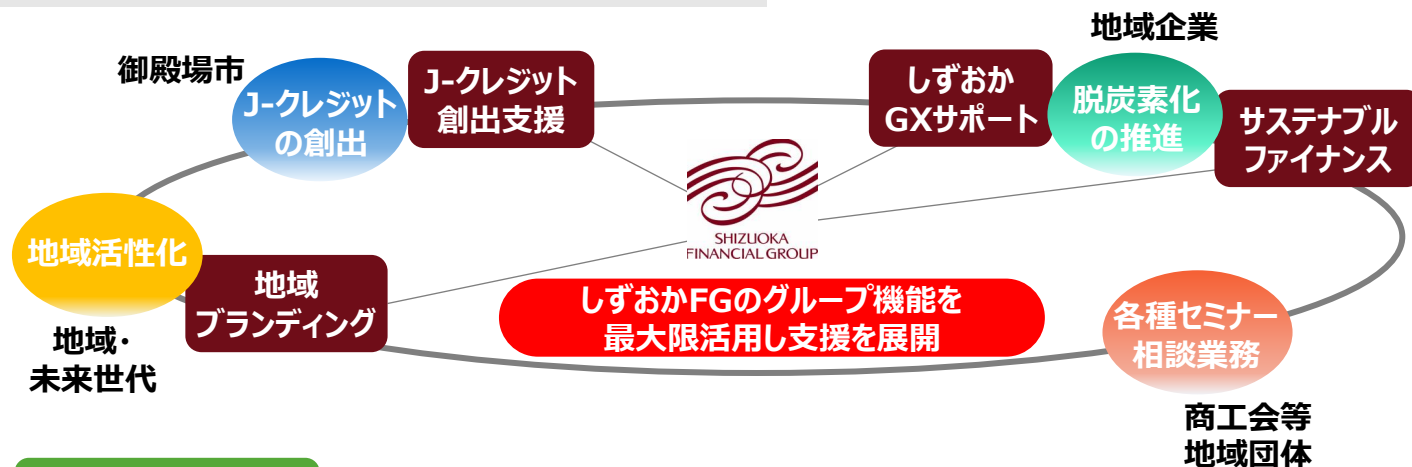 地域企業
御殿場市
J-クレジット
の創出
J-クレジット
創出支援
しずおか
GXサポート
脱炭素化
の推進
サステナブル
ファイナンス
SHIZUOKA
FINANCIAL GROUP
地域活性化
地域
ブランディング
地域・
未来世代
しずおかFGのグループ機能を
最大限活用し支援を展開
各種セミナー
相談業務
商工会等
地域団体